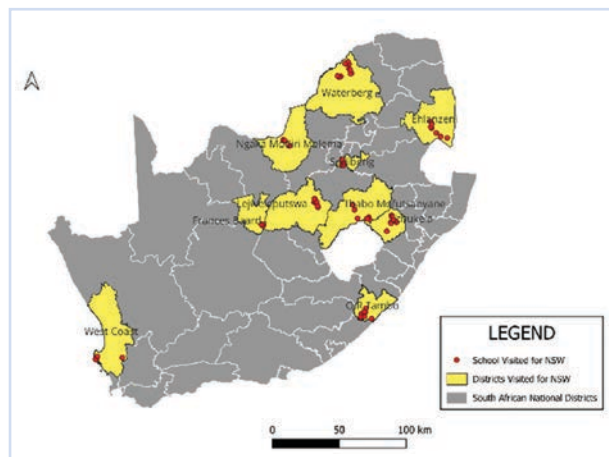 Waterberg
Ehlanzeni
Ngaka Modiri Molema
Lejweleputswa
Thabo Mofutsanyane
Frances Baard
O.R.Tambo
West Coast
LEGEND
School Visited for NSW
Districts Visited for NSW
South African National Districts
0 50 100 km